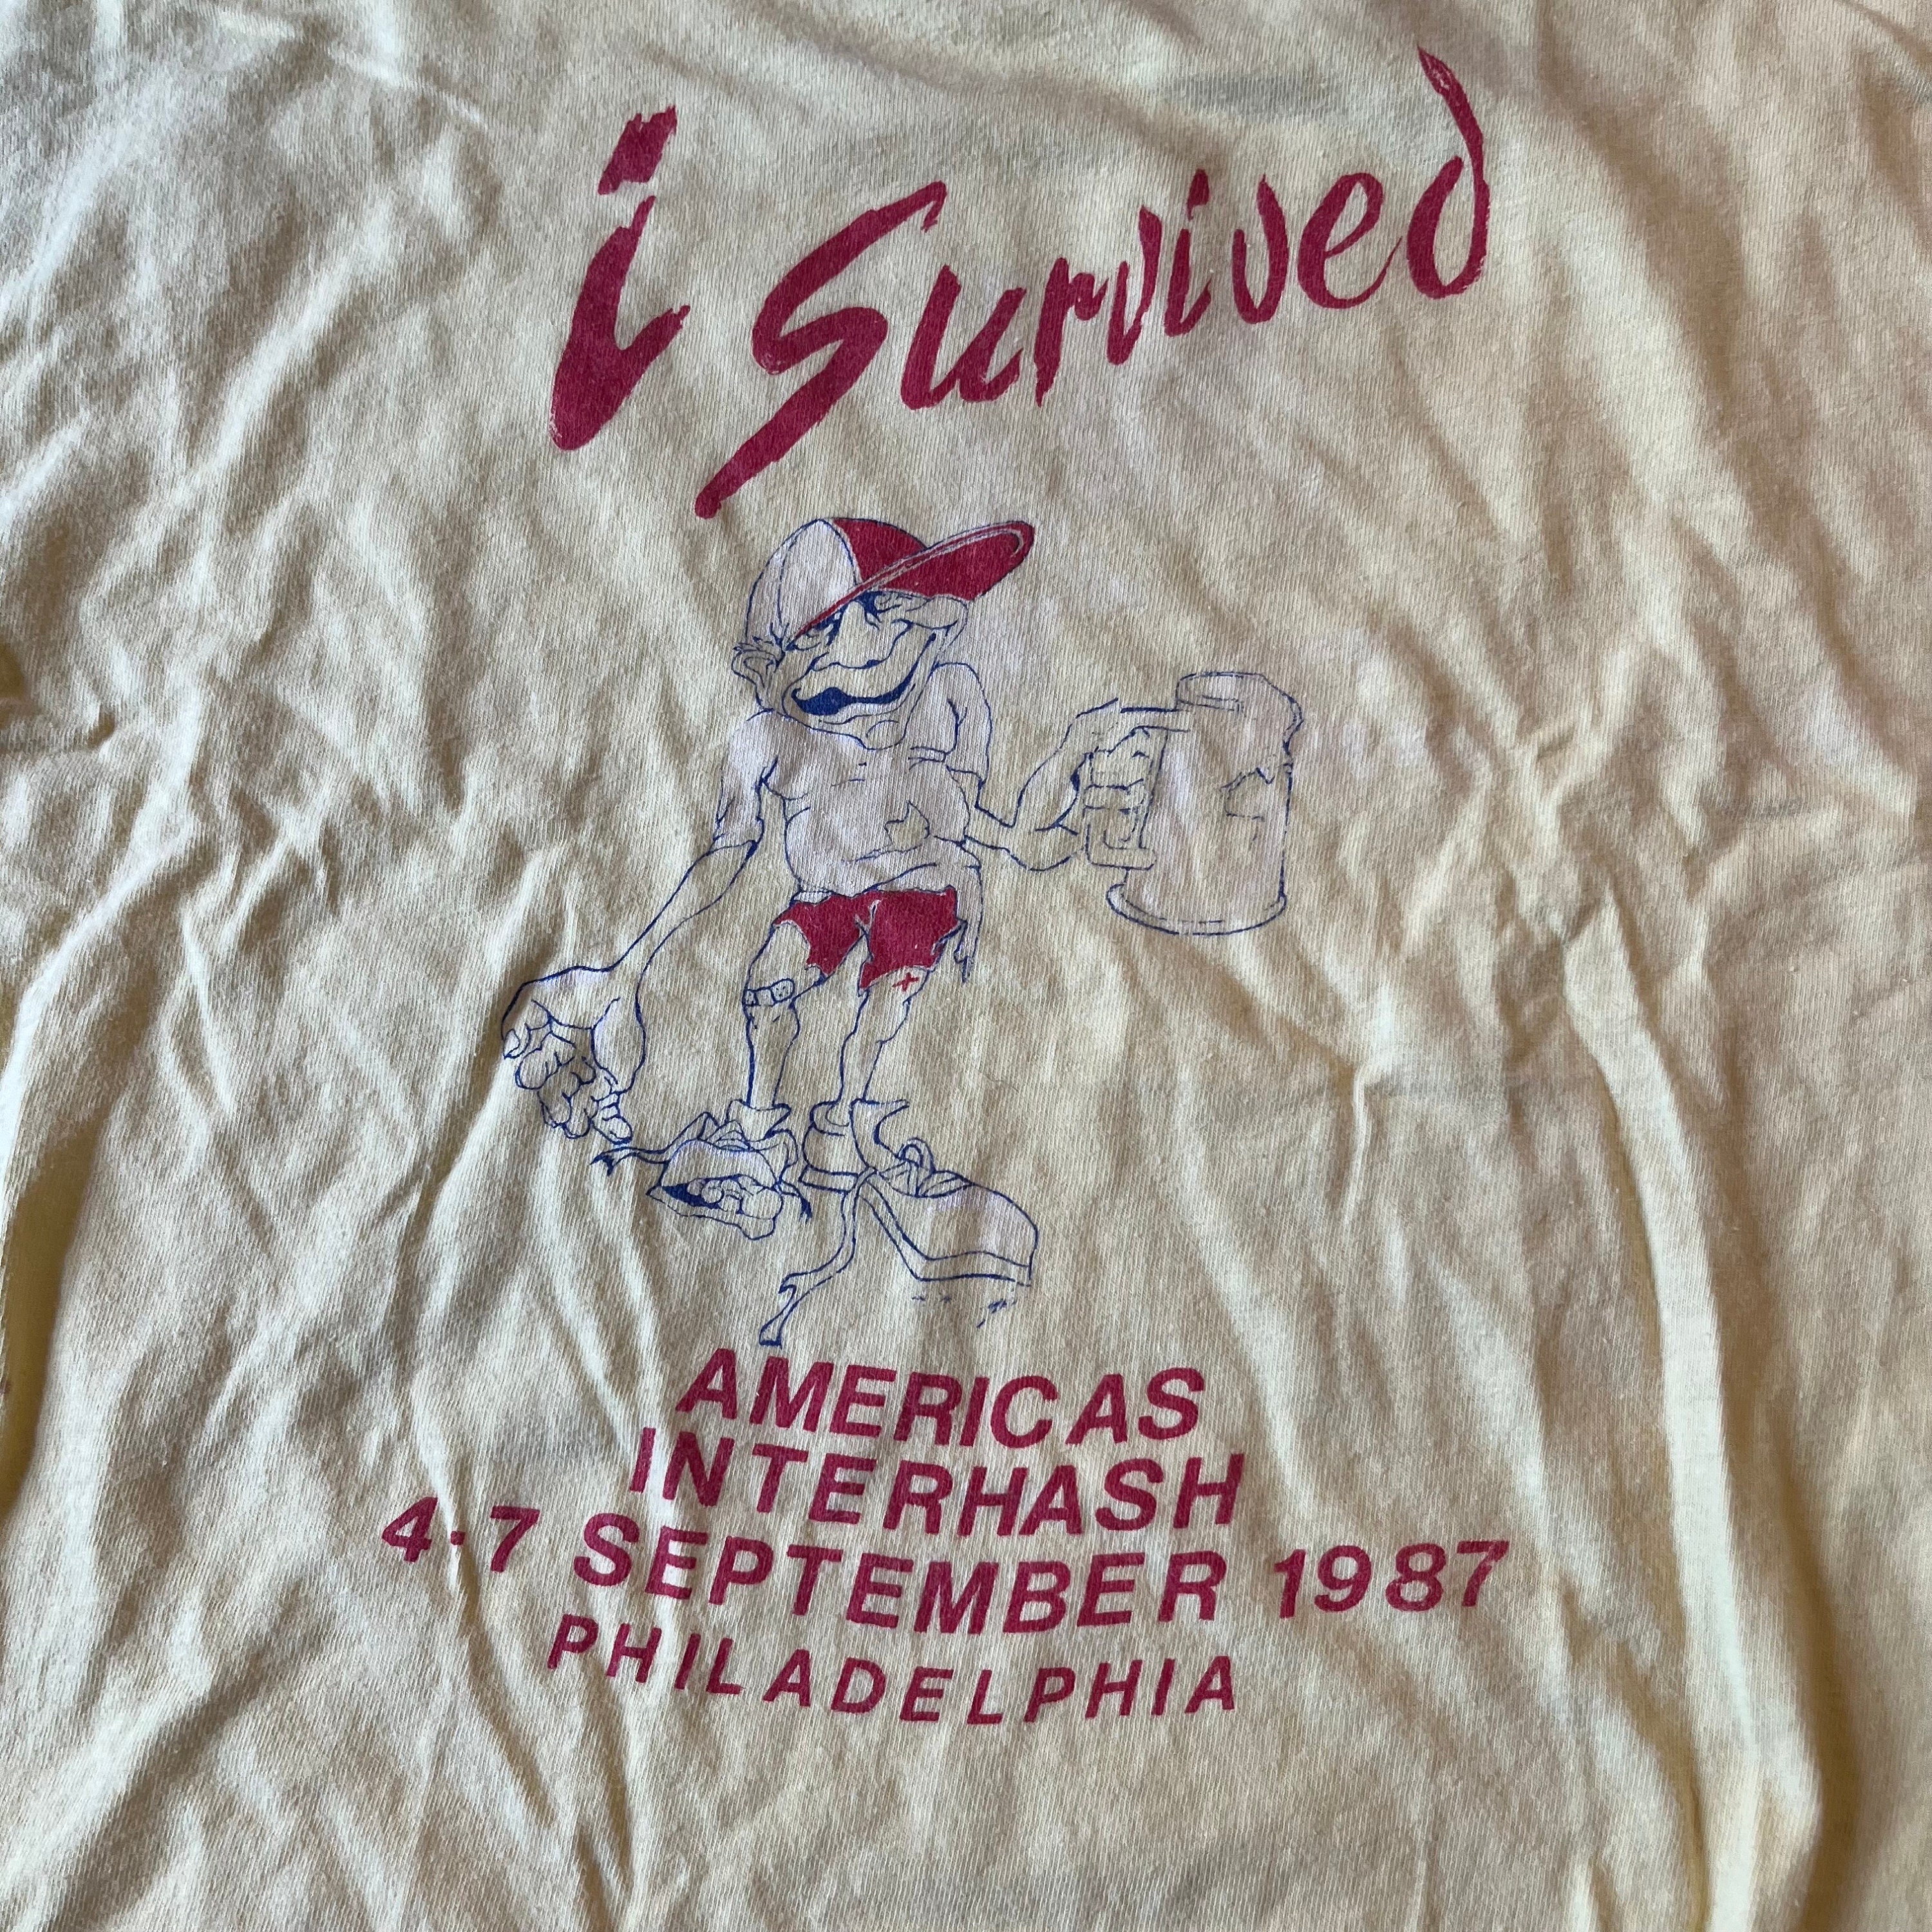 i survived
AMERICAS
INTERHASH
4-7 SEPTEMBER 1987
PHILADELPHIA